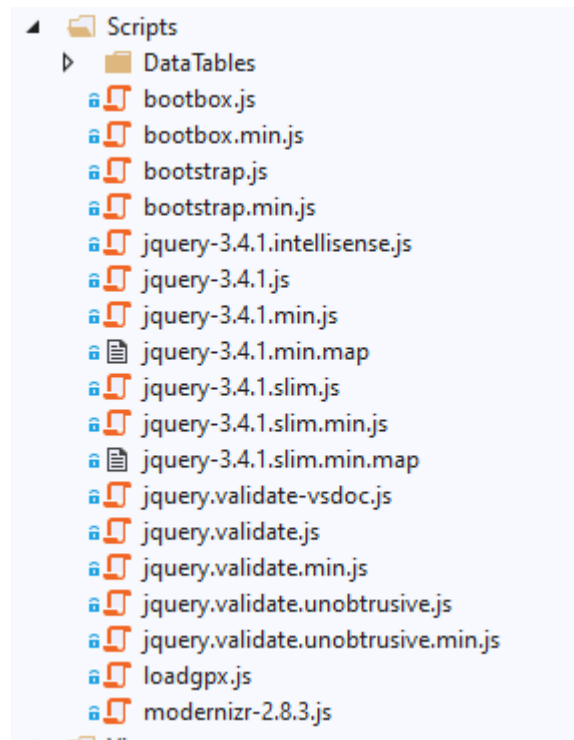 Scripts
DataTables
bootbox.js
bootbox.min.js
bootstrap.js
bootstrap.min.js
jquery-3.4.1.intellisense.js
jquery-3.4.1.js
jquery-3.4.1.min.js
jquery-3.4.1.min.map
jquery-3.4.1.slim.js
jquery-3.4.1.slim.min.js
jquery-3.4.1.slim.min.map
jquery.validate-vsdoc.js
jquery.validate.js
jquery.validate.min.js
jquery.validate.unobtrusive.js
jquery.validate.unobtrusive.min.js
loadgpx.js
modernizr-2.8.3.js